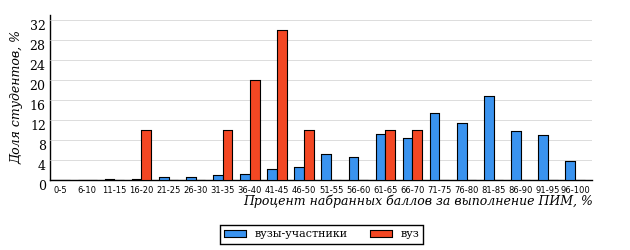 Доля студентов, %
32
28
24
20
16
12
8
4
0
0-5 6-10 11-15 16-20 21-25 26-30 31-35 36-40 41-45 46-50 51-55 56-60 61-65 66-70 71-75 76-80 81-85 86-90 91-95 96-100
Процент набранных баллов за выполнение ПИМ, %
вузы-участники вуз